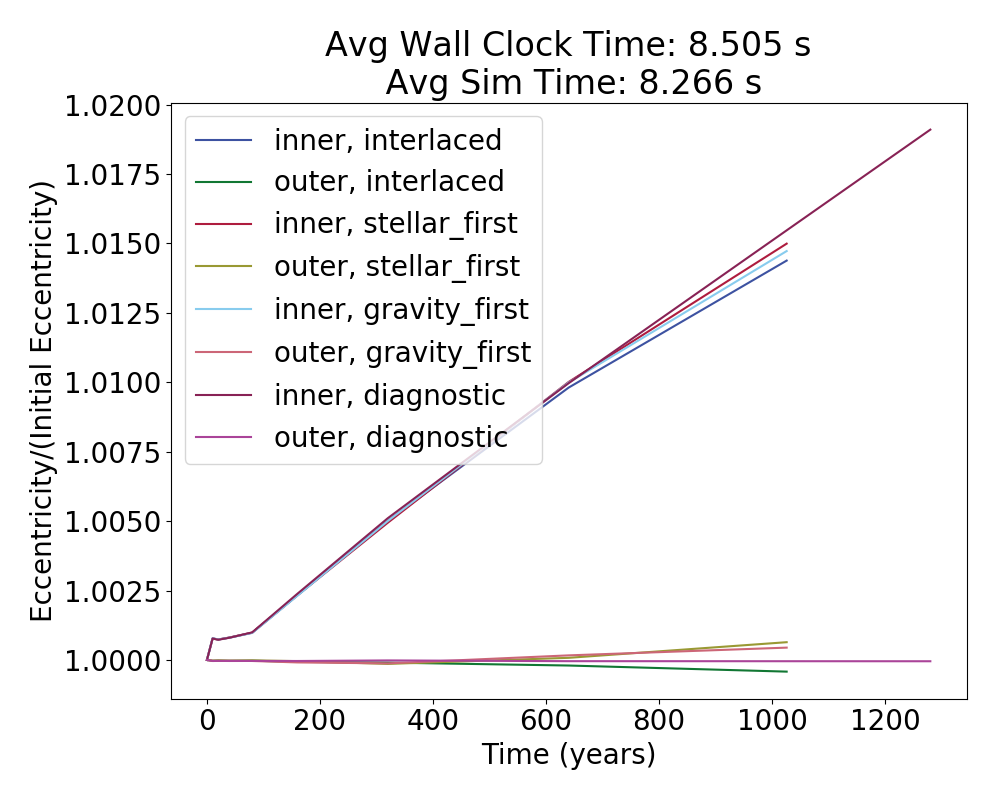 Avg Wall Clock Time: 8.505 s
Avg Sim Time: 8.266 s
1.0200
1.0175
1.0150
1.0125
1.0100
1.0075
1.0050
1.0025
1.0000
Eccentricity/(Initial Eccentricity)
inner, interlaced
outer, interlaced
inner, stellar_first
outer, stellar_first
inner, gravity_first
outer, gravity_first
inner, diagnostic
outer, diagnostic
0 200 400 600 800 1000 1200
Time (years)